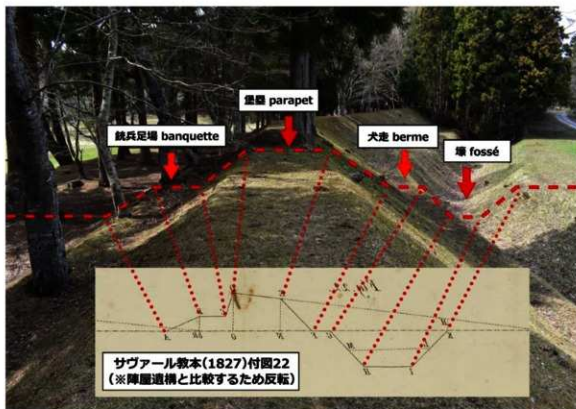 堡塁 parapet
銃兵足場 banquette
犬走 berme
壕 fossé
サヴァール教本(1827)付図22
(※陣屋遺構と比較するため反転)